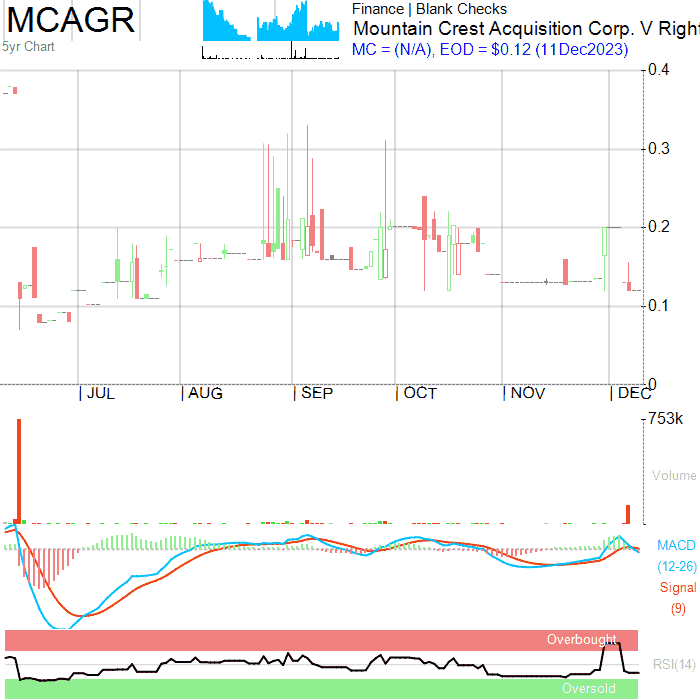 MCAGR
5yr Chart
Finance | Blank Checks
Mountain Crest Acquisition Corp. V Right
MC = (N/A), EOD = $0.12 (11Dec2023)
0.4
0.3
0.2
0.1
0
| JUL | AUG | SEP | OCT | NOV | DEC
753k
Volume
MACD
(12-26)
Signal
(9)
Overbought
RSI(14)
Oversold